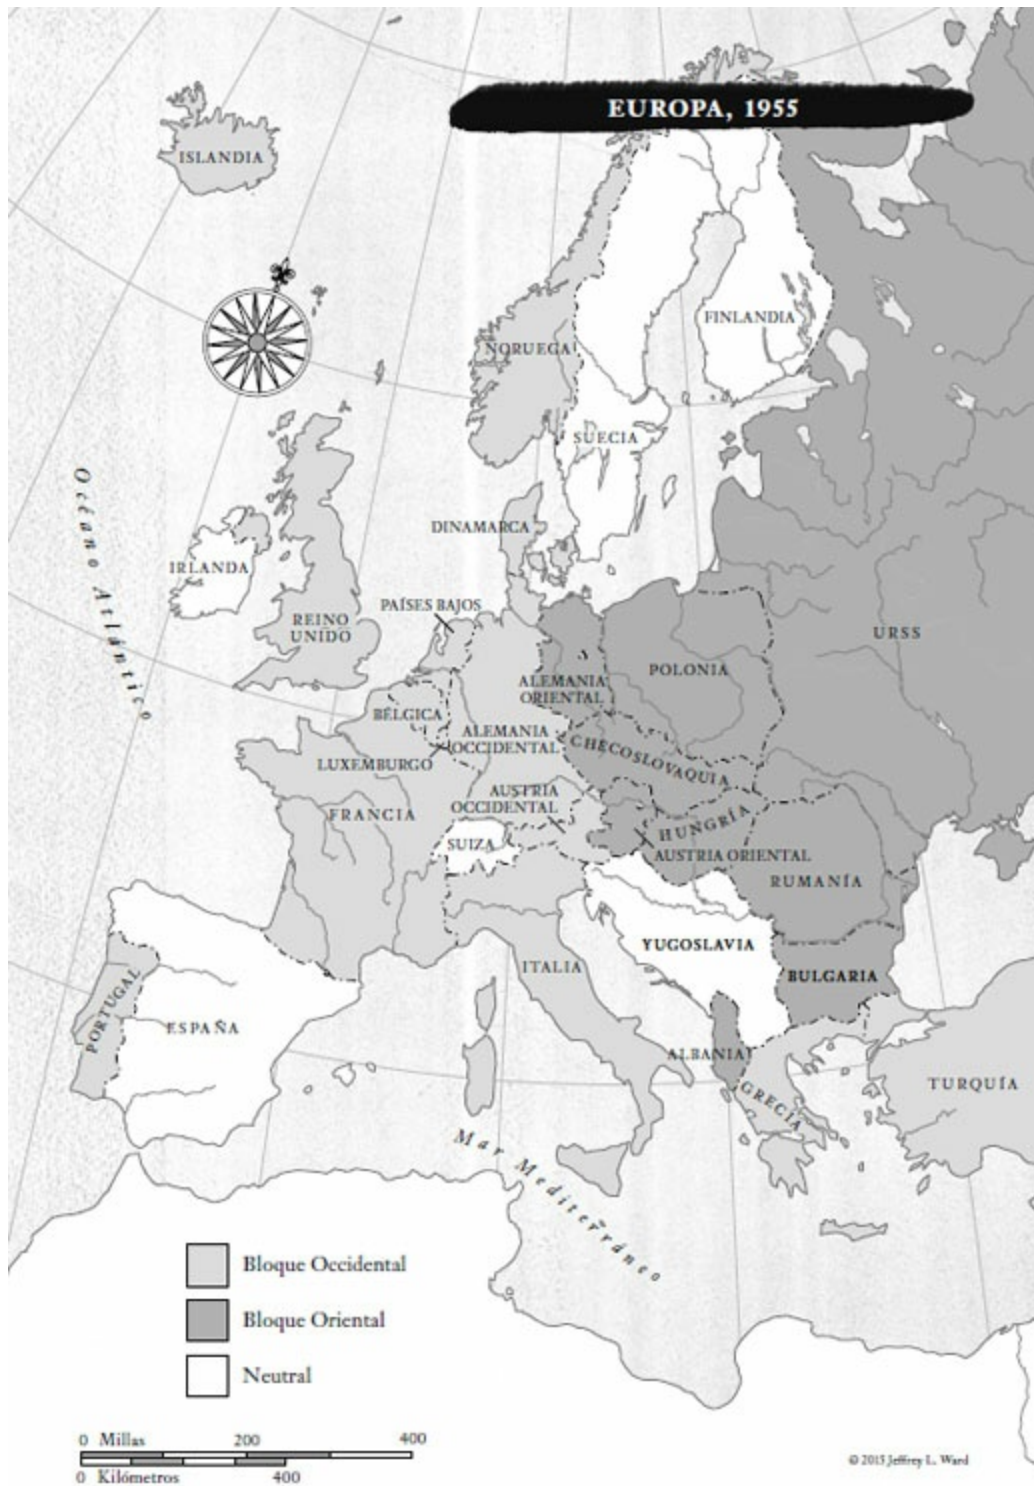 EUROPA, 1955
ISLANDIA
FINLANDIA
NORUEGA
SUECIA
Océano Atlántico
DINAMARCA
IRLANDA
PAÍSES BAJOS
REINO
UNIDO
URSS
POLONIA
ALEMANIA
ORIENTAL
BÉLGICA
ALEMANIA
OCCIDENTAL
CHECOSLOVAQUIA
LUXEMBURGO
AUSTRIA
OCCIDENTAL
FRANCIA
HUNGRÍA
SUIZA
AUSTRIA ORIENTAL
RUMANÍA
YUGOSLAVIA
ITALIA
BULGARIA
PORTUGAL
ESPAÑA
ALBANIA
TURQUÍA
GRECIA
Mar Mediterráneo
Bloque Occidental
Bloque Oriental
Neutral
0 Millas 200 400
0 Kilómetros 400
© 2015 Jeffrey L. Ward